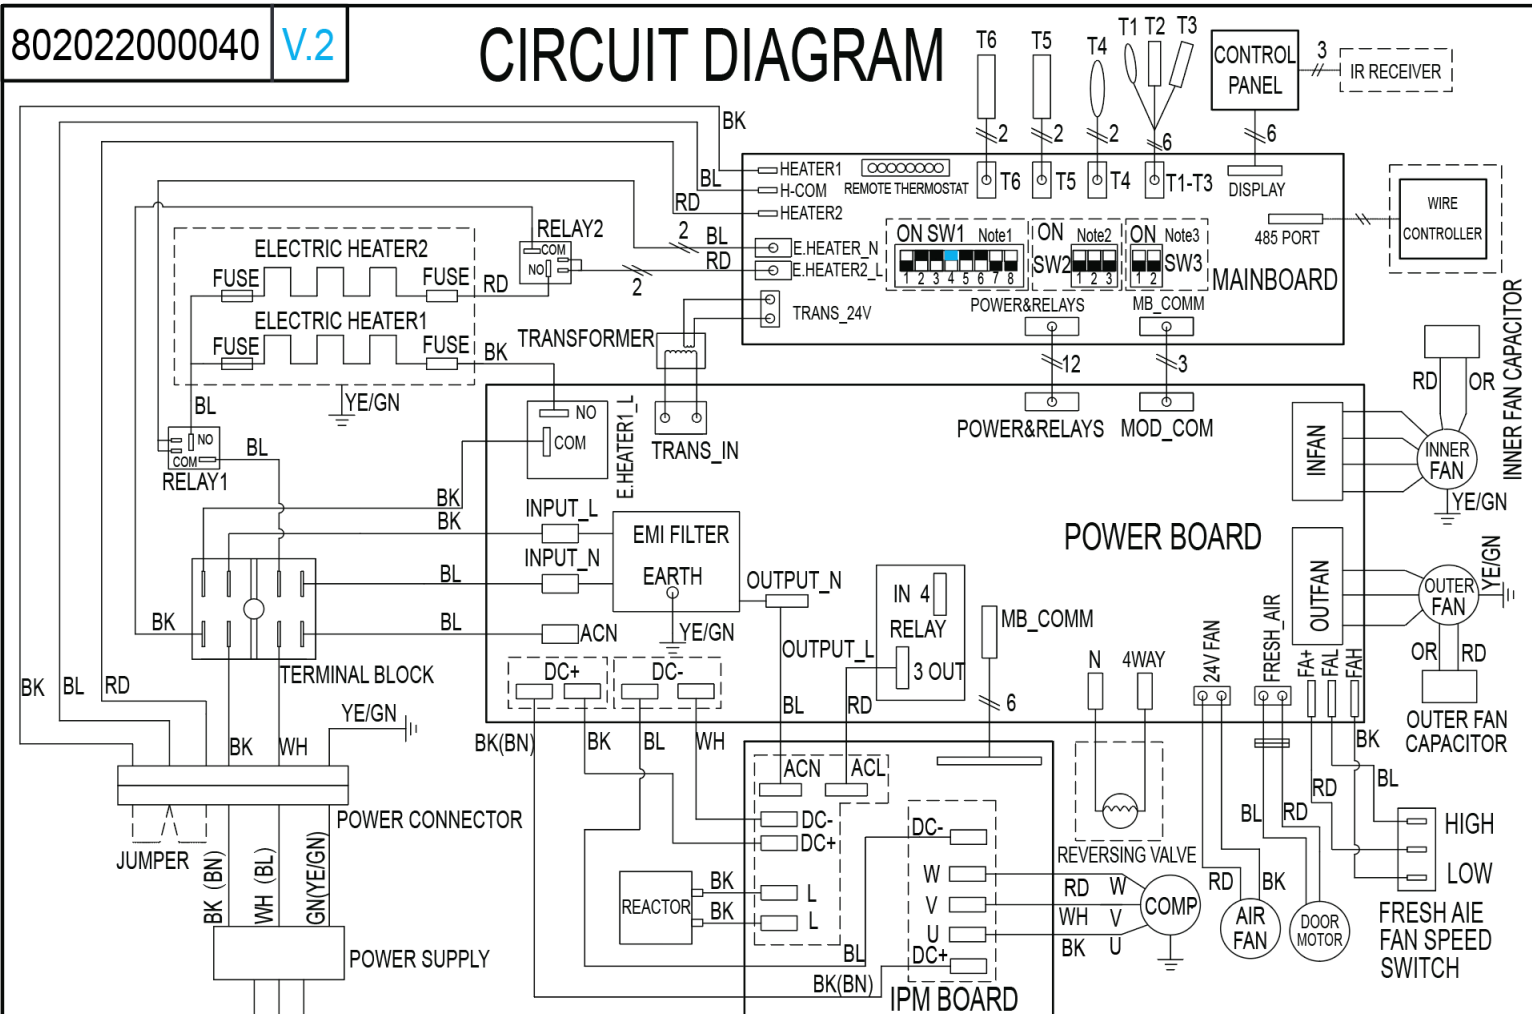 802022000040 V.2
CIRCUIT DIAGRAM
T6
T5
T4
T1 T2 T3
CONTROL
PANEL
3
IR RECEIVER
2
2
2
6
6
BK
BL
RD
HEATER1
H-COM
HEATER2
REMOTE THERMOSTAT
T6
T5
T4
T1-T3
DISPLAY
485 PORT
WIRE
CONTROLLER
2
BL
RD
2
E.HEATER_N
E.HEATER2_L
TRANS_24V
ON SW1 Note1
1 2 3 4 5 6 7 8
ON Note2
SW2
1 2 3
ON Note3
SW3
1 2
MAINBOARD
POWER&RELAYS
MB_COMM
12
3
POWER&RELAYS
MOD_COM
RELAY2
COM
NO
ELECTRIC HEATER2
FUSE
FUSE
RD
ELECTRIC HEATER1
FUSE
FUSE
BK
YE/GN
BL
NO
COM
RELAY1
BL
TRANSFORMER
TRANS_IN
NO
COM
E.HEATER1_L
BK
BK
BL
BL
BK
INPUT_L
INPUT_N
ACN
EMI FILTER
EARTH
YE/GN
OUTPUT_N
OUTPUT_L
IN 4
RELAY
3 OUT
MB_COMM
6
POWER BOARD
INFAN
OUTFAN
RD
OR
INNER FAN CAPACITOR
INNER
FAN
YE/GN
OUTER
FAN
YE/GN
OR
RD
OUTER FAN
CAPACITOR
TERMINAL BLOCK
DC+
DC-
N
4WAY
24V FAN
FRESH_AIR
FA+
FAL
FAH
BK
BL
RD
YE/GN
BK
WH
BK(BN)
BK
BL
WH
BL
RD
POWER CONNECTOR
JUMPER
BK (BN)
WH (BL)
GN(YE/GN)
POWER SUPPLY
ACN
ACL
DC-
DC+
L
L
REACTOR
BK
BK
BL
BK(BN)
DC-
W
V
U
DC+
IPM BOARD
REVERSING VALVE
RD
W
WH
V
BK
U
COMP
RD
BK
AIR
FAN
BL
RD
DOOR
MOTOR
RD
BK
BL
HIGH
LOW
FRESH AIE
FAN SPEED
SWITCH